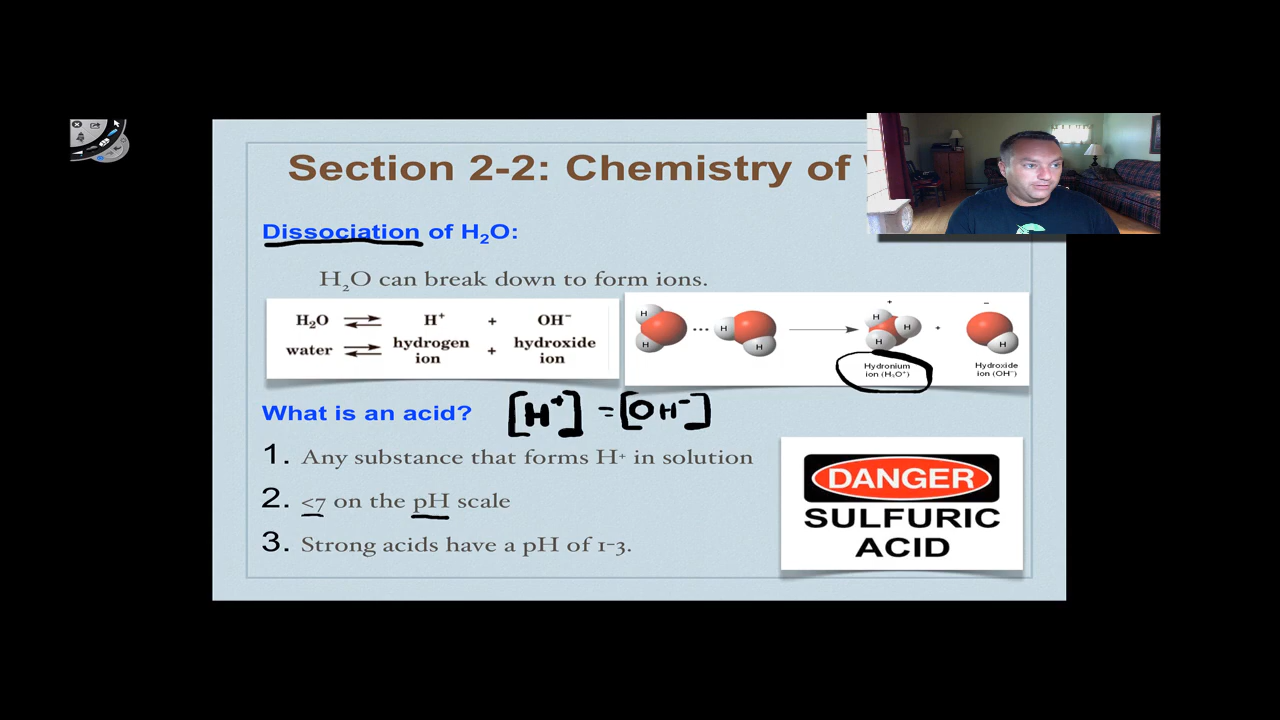 Section 2-2: Chemistry of
Dissociation of H₂O:
H₂O can break down to form ions.
H₂O ⇌ H⁺ + OH⁻
water ⇌ hydrogen ion + hydroxide ion
H H ... H H → + H H H + − H
Hydronium ion (H₃O⁺)
Hydroxide ion (OH⁻)
What is an acid? [H⁺] = [OH⁻]
1. Any substance that forms H⁺ in solution
2. <7 on the pH scale
3. Strong acids have a pH of 1-3.
DANGER
SULFURIC
ACID